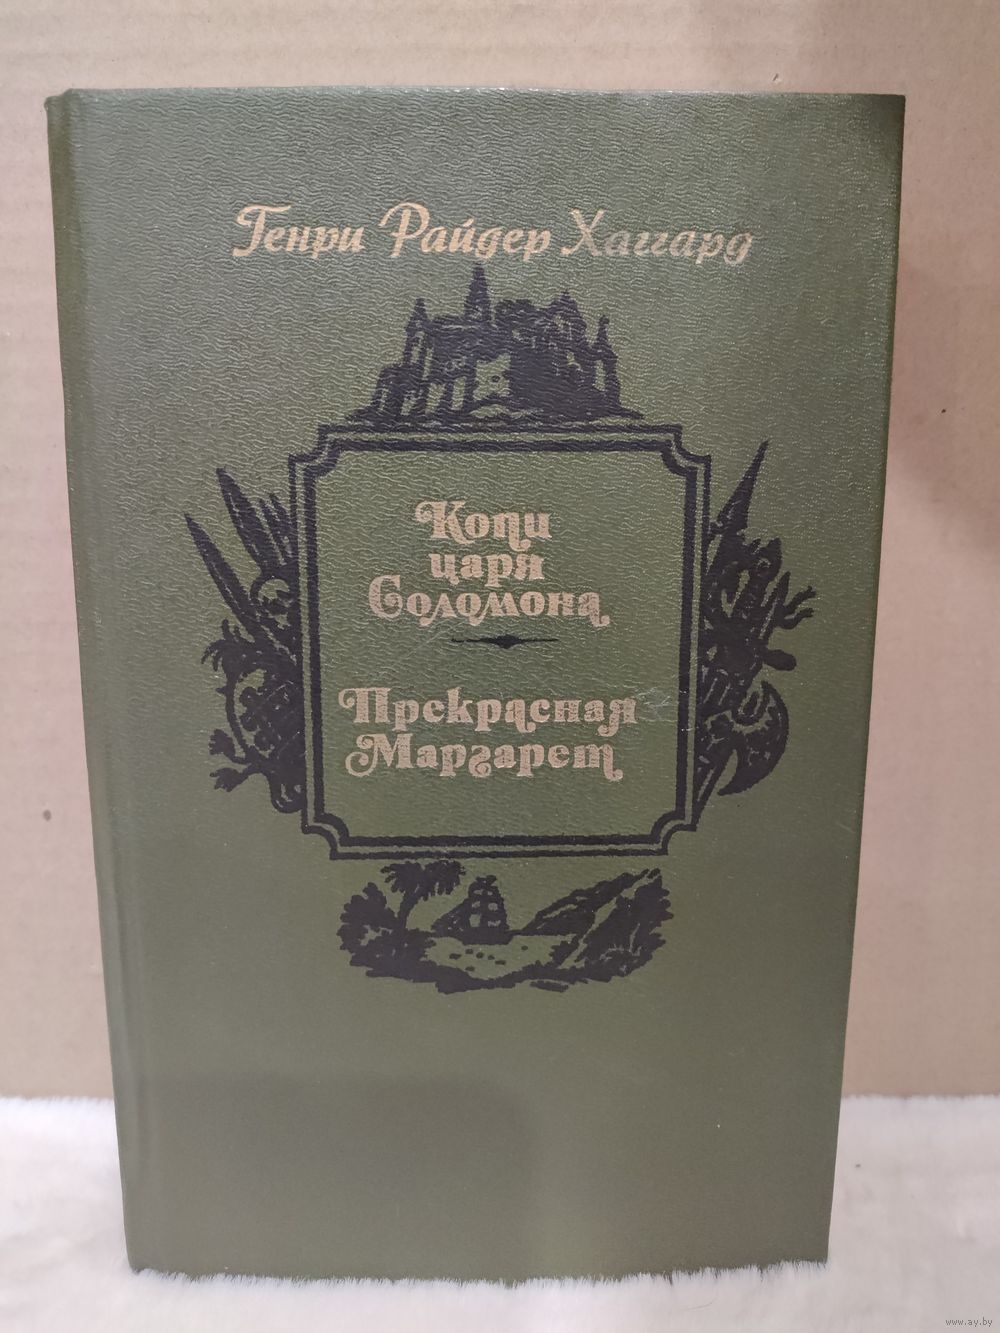 Генри Райдер Хаггард
Копи
царя
Соломона
Прекрасная
Маргарет
www.ay.by